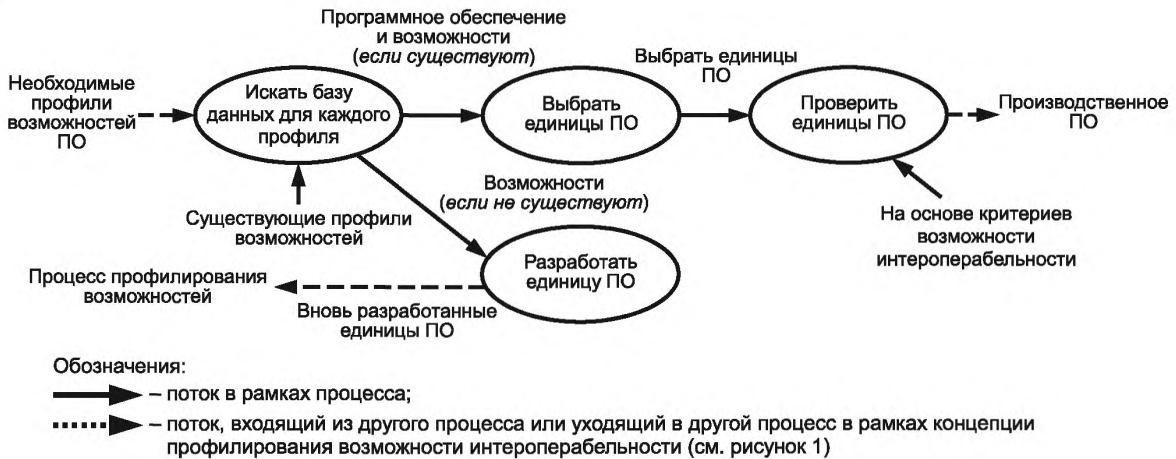 Программное обеспечение
и возможности
(если существуют)
Выбрать единицы
ПО
Необходимые
профили
возможностей
ПО
Искать базу
данных для каждого
профиля
Выбрать
единицы ПО
Проверить
единицы ПО
Производственное
ПО
Возможности
(если не существуют)
Существующие профили
возможностей
На основе критериев
возможности
интероперабельности
Разработать
единицу ПО
Процесс профилирования
возможностей
Вновь разработанные
единицы ПО
Обозначения:
– поток в рамках процесса;
– поток, входящий из другого процесса или уходящий в другой процесс в рамках концепции
профилирования возможности интероперабельности (см. рисунок 1)